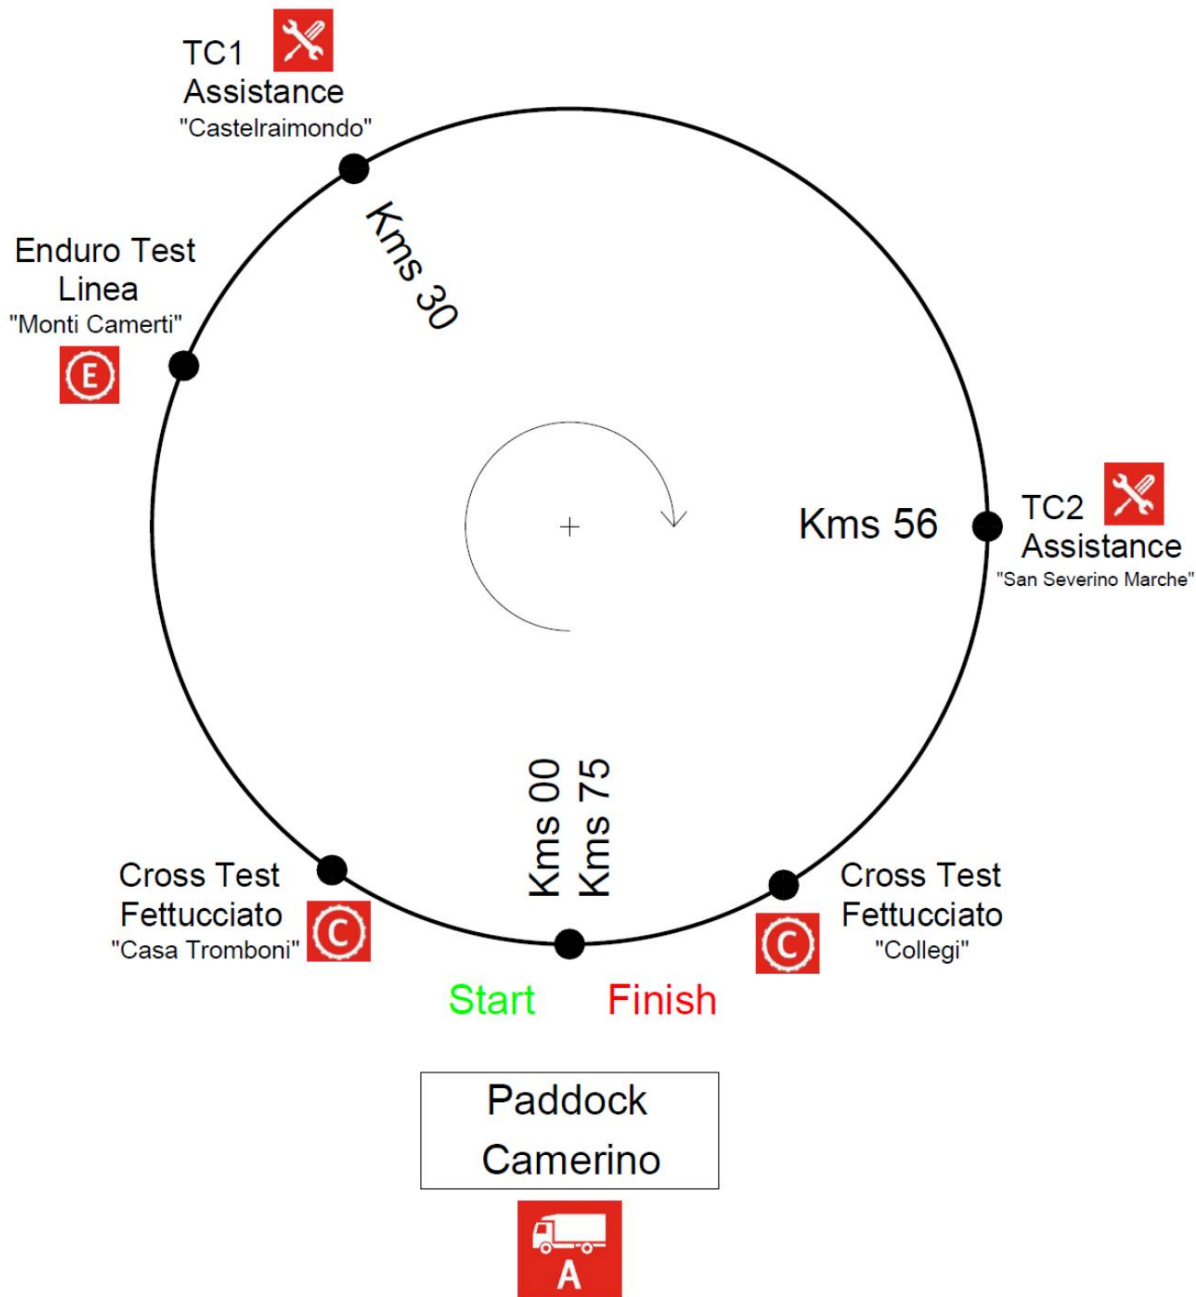 TC1
Assistance
"Castelraimondo"
Kms 30
Enduro Test
Linea
"Monti Camerti"
E
Kms 56
TC2
Assistance
"San Severino Marche"
Kms 00
Kms 75
Cross Test
Fettucciato
"Casa Tromboni"
C
Cross Test
Fettucciato
"Collegi"
C
Start
Finish
Paddock
Camerino
A